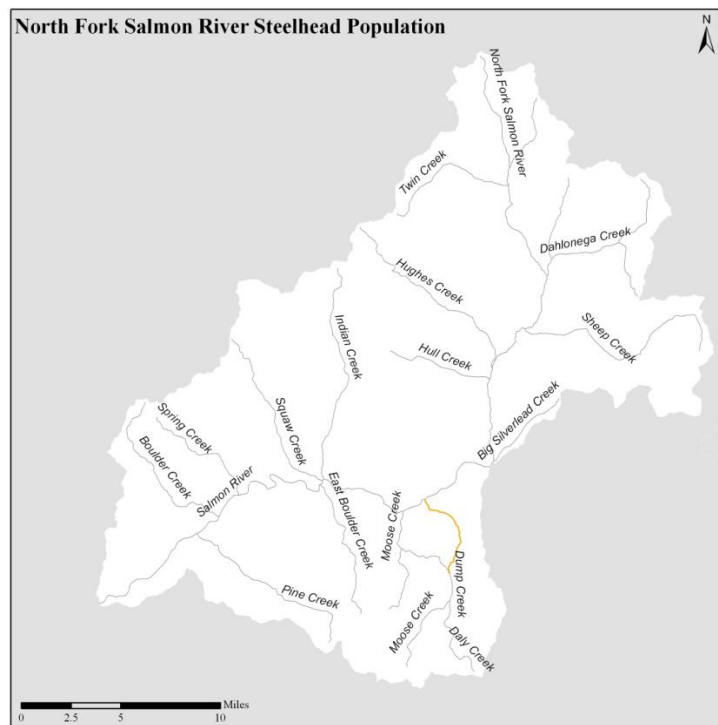 North Fork Salmon River Steelhead Population
N
North Fork Salmon River
Twin Creek
Dahlonega Creek
Hughes Creek
Sheep Creek
Indian Creek
Hull Creek
Squaw Creek
Big Silverlead Creek
Spring Creek
Boulder Creek
Salmon River
East Boulder Creek
Moose Creek
Dump Creek
Pine Creek
Moose Creek
Daly Creek
Miles
0 2.5 5 10